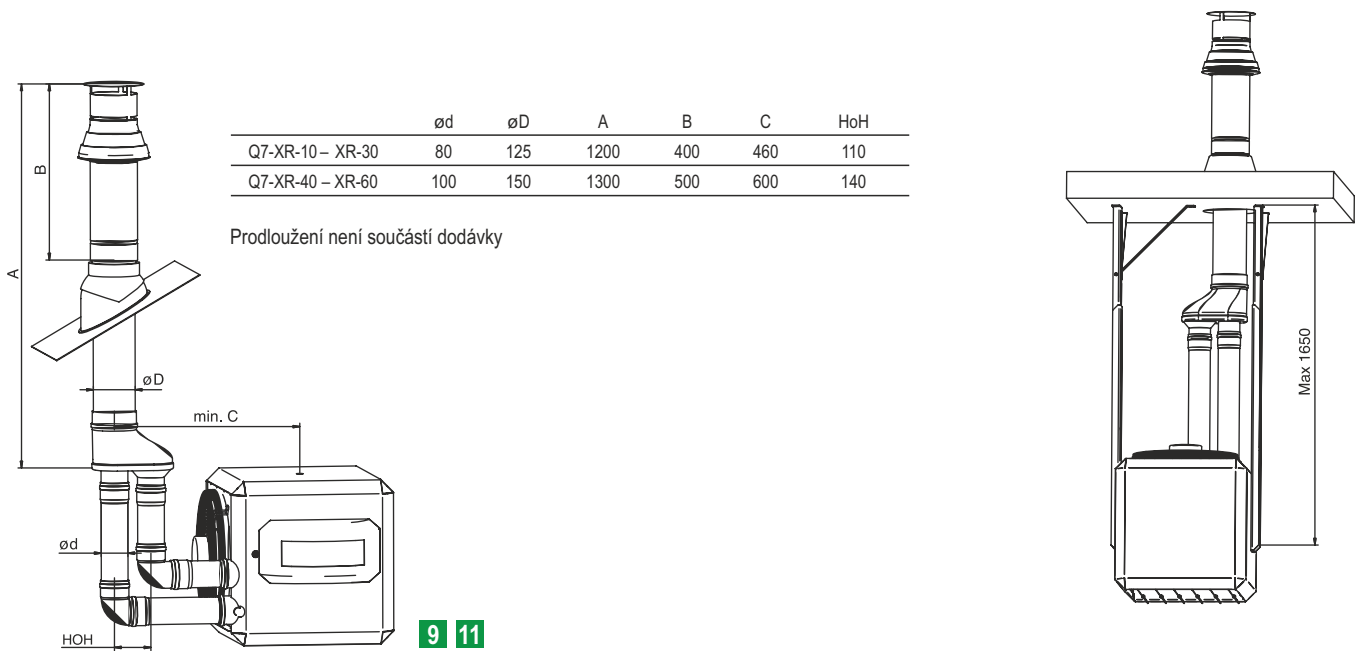 ød øD A B C HoH
Q7-XR-10 – XR-30 80 125 1200 400 460 110
Q7-XR-40 – XR-60 100 150 1300 500 600 140
Prodloužení není součástí dodávky
B
A
øD
min. C
ød
HOH
9 11
Max 1650